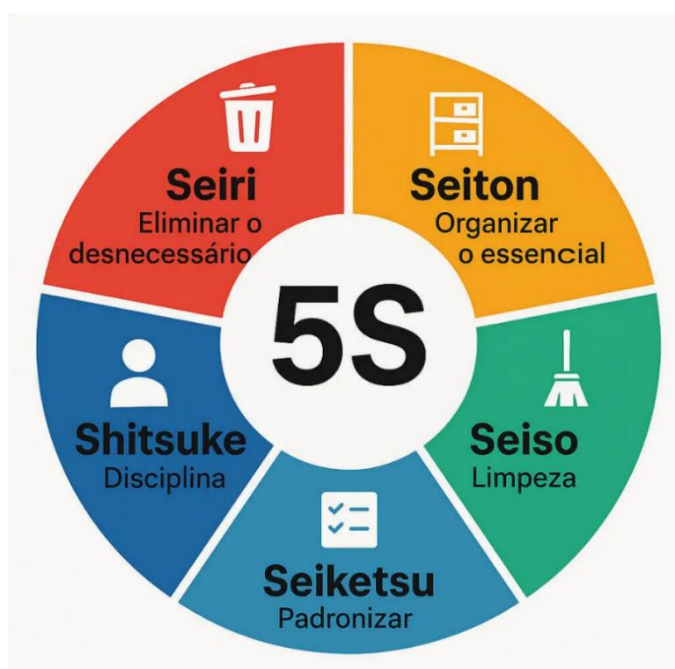 Seiri
Eliminar o
desnecessário
Seiton
Organizar
o essencial
5S
Shitsuke
Disciplina
Seiso
Limpeza
Seiketsu
Padronizar